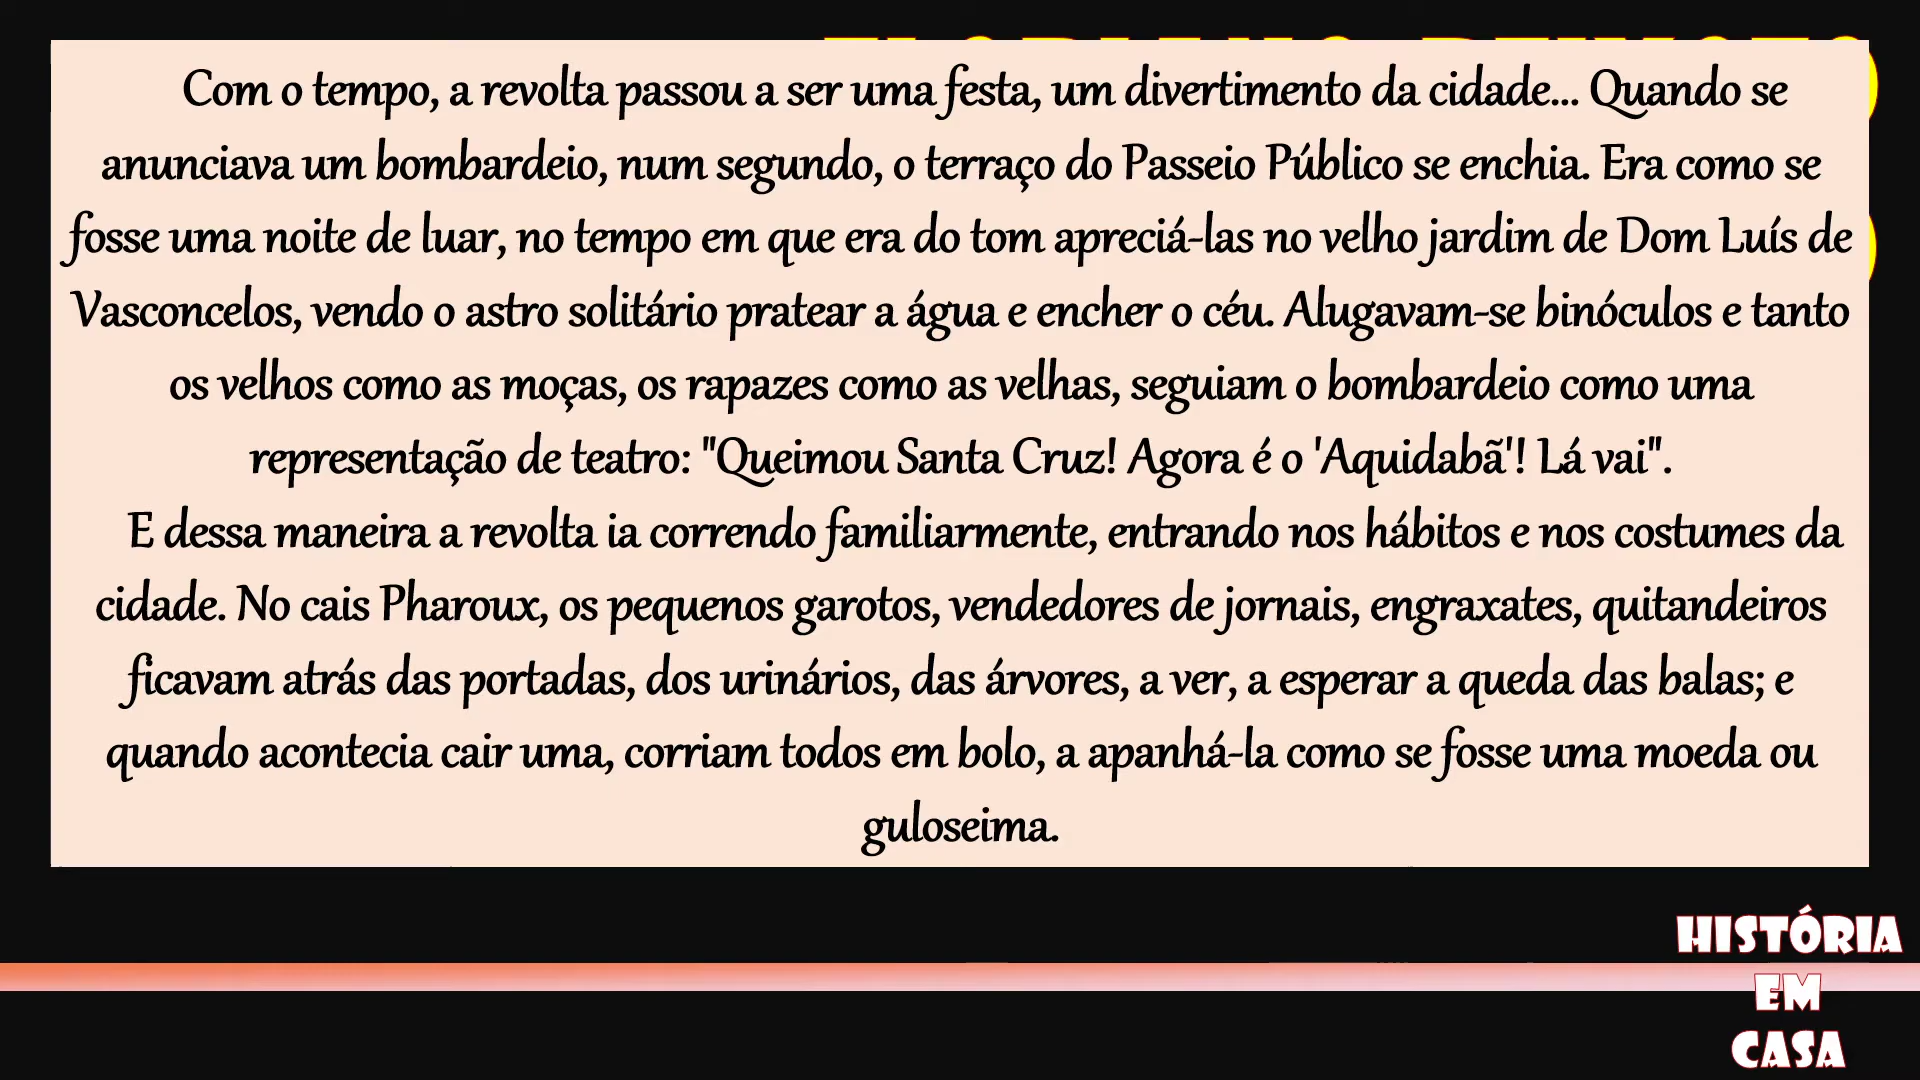 Com o tempo, a revolta passou a ser uma festa, um divertimento da cidade... Quando se
anunciava um bombardeio, num segundo, o terraço do Passeio Público se enchia. Era como se
fosse uma noite de luar, no tempo em que era do tom apreciá-las no velho jardim de Dom Luís de
Vasconcelos, vendo o astro solitário pratear a água e encher o céu. Alugavam-se binóculos e tanto
os velhos como as moças, os rapazes como as velhas, seguiam o bombardeio como uma
representação de teatro: "Queimou Santa Cruz! Agora é o 'Aquidabã'! Lá vai".
E dessa maneira a revolta ia correndo familiarmente, entrando nos hábitos e nos costumes da
cidade. No cais Pharoux, os pequenos garotos, vendedores de jornais, engraxates, quitandeiros
ficavam atrás das portadas, dos urinários, das árvores, a ver, a esperar a queda das balas; e
quando acontecia cair uma, corriam todos em bolo, a apanhá-la como se fosse uma moeda ou
guloseima.
HISTÓRIA
EM
CASA